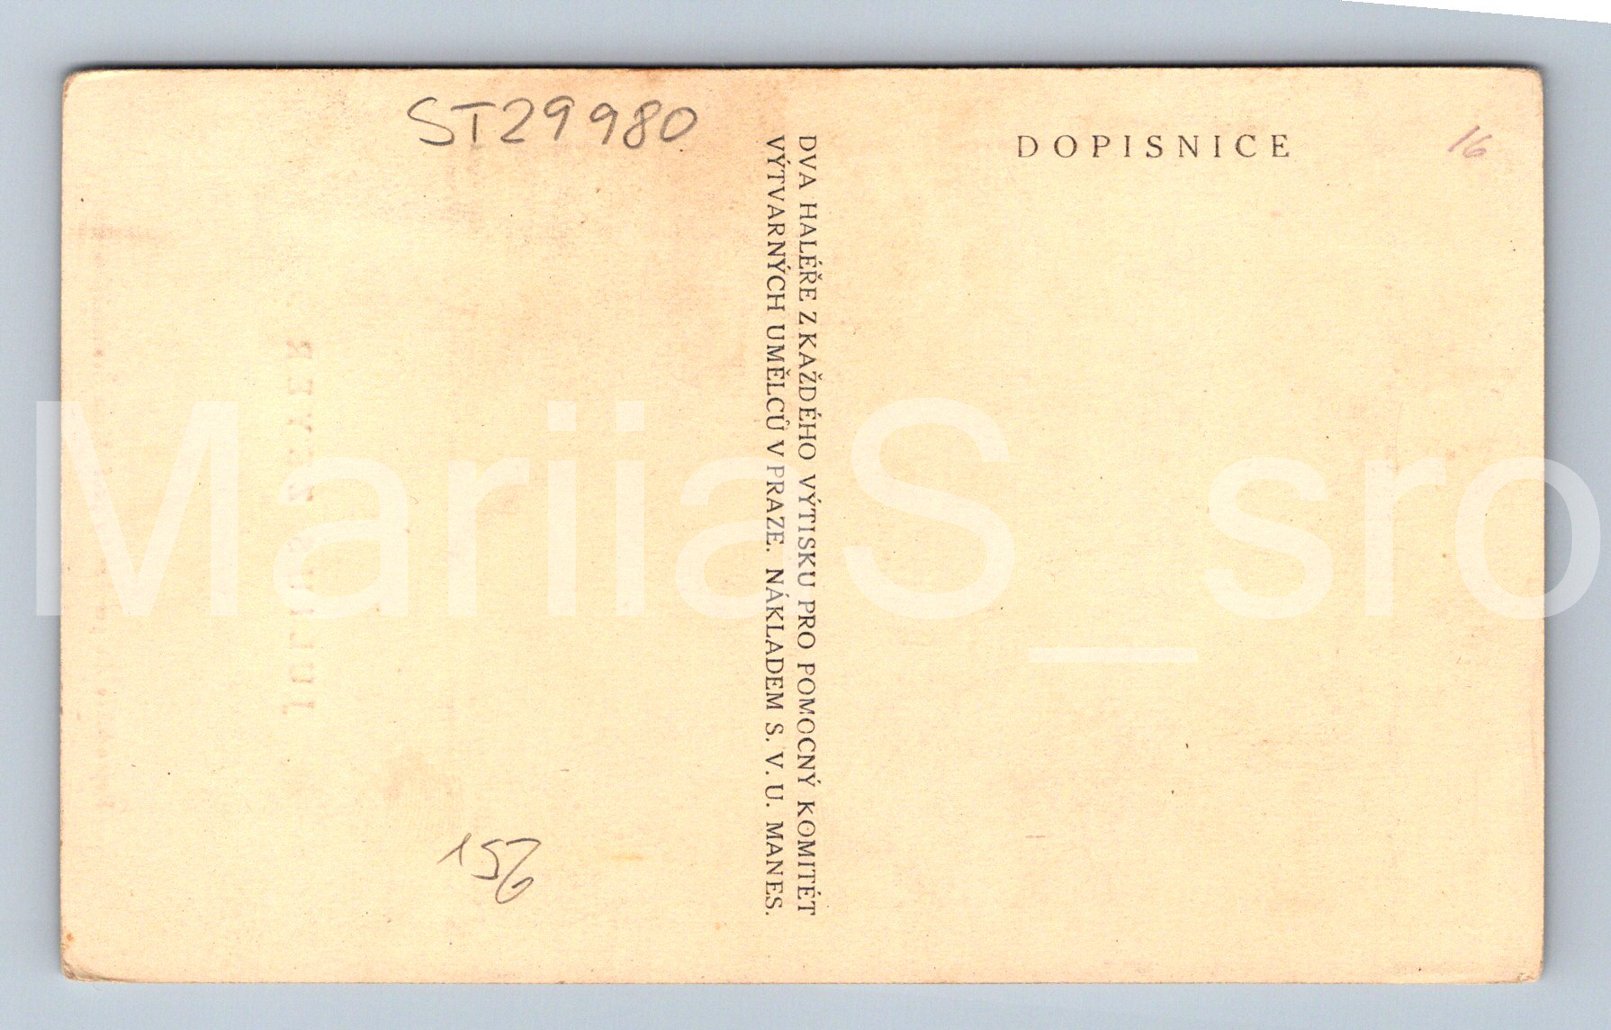 ST29980
DOPISNICE
16
DVA HALÉŘE Z KAŽDÉHO VÝTISKU PRO POMOCNÝ KOMITÉT
VÝTVARNÝCH UMĚLCŮ V PRAZE. NÁKLADEM S. V. U. MANES.
MariiaS_sro
156